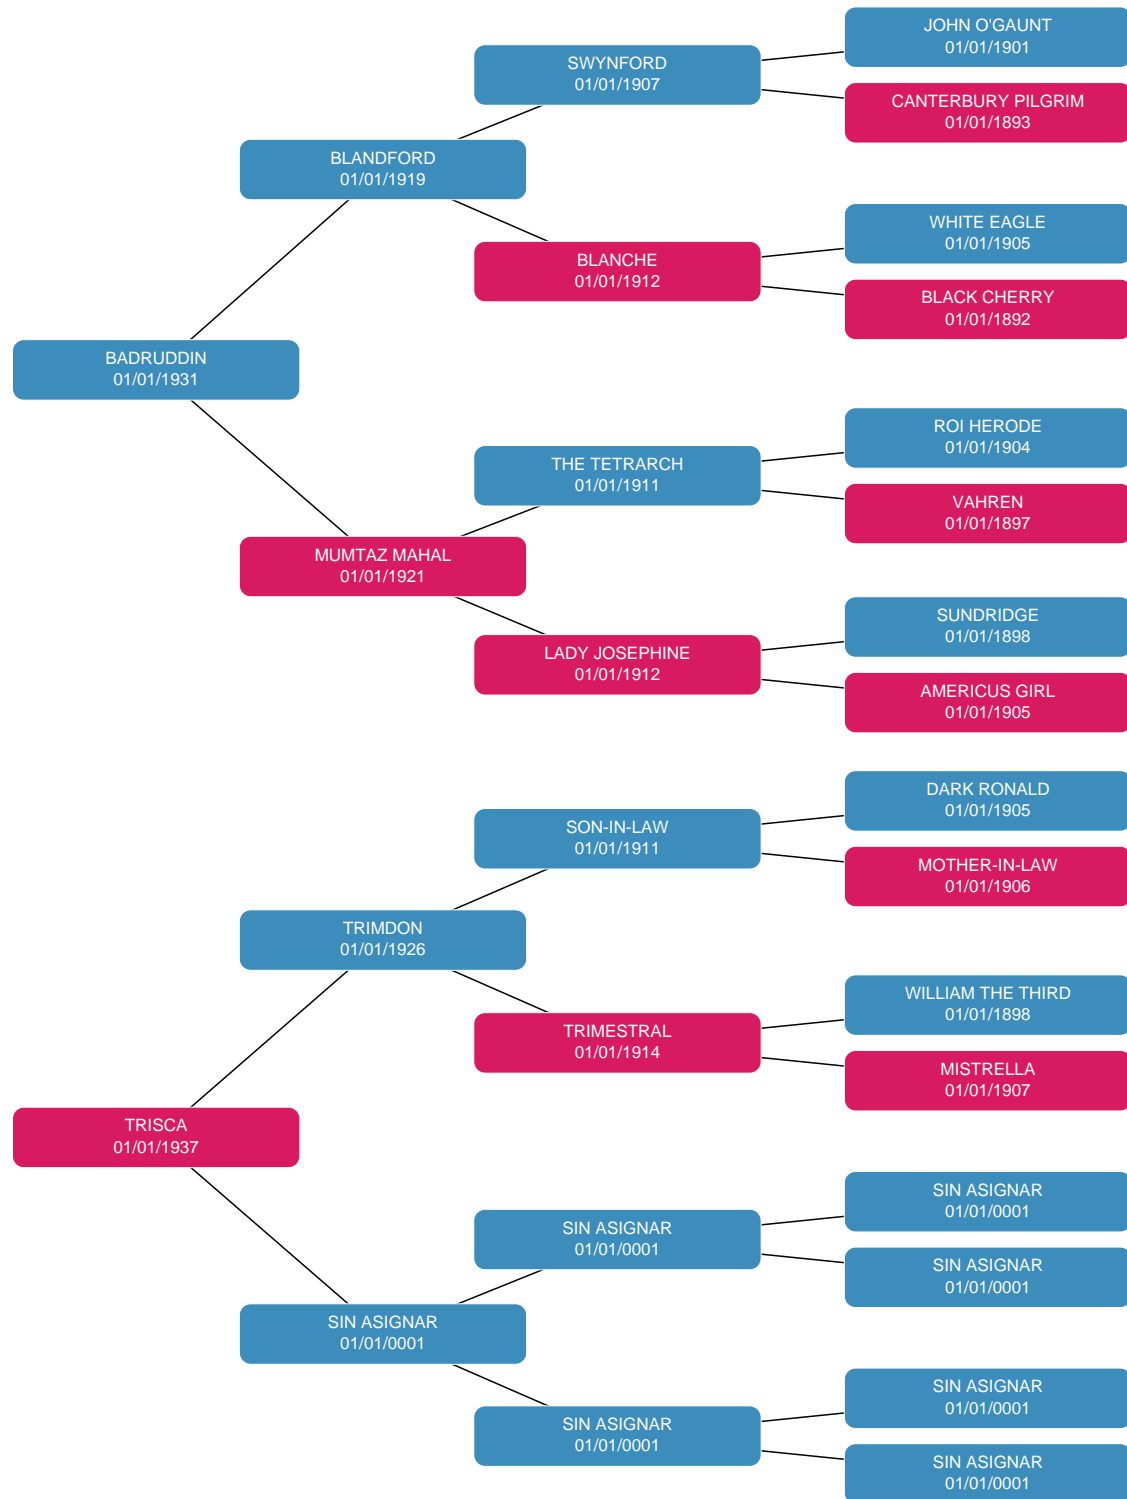 JOHN O'GAUNT
01/01/1901
SWYNFORD
01/01/1907
CANTERBURY PILGRIM
01/01/1893
BLANDFORD
01/01/1919
WHITE EAGLE
01/01/1905
BLANCHE
01/01/1912
BLACK CHERRY
01/01/1892
BADRUDDIN
01/01/1931
ROI HERODE
01/01/1904
THE TETRARCH
01/01/1911
VAHREN
01/01/1897
MUMTAZ MAHAL
01/01/1921
SUNDRIDGE
01/01/1898
LADY JOSEPHINE
01/01/1912
AMERICUS GIRL
01/01/1905
DARK RONALD
01/01/1905
SON-IN-LAW
01/01/1911
MOTHER-IN-LAW
01/01/1906
TRIMDON
01/01/1926
WILLIAM THE THIRD
01/01/1898
TRIMESTRAL
01/01/1914
MISTRELLA
01/01/1907
TRISCA
01/01/1937
SIN ASIGNAR
01/01/0001
SIN ASIGNAR
01/01/0001
SIN ASIGNAR
01/01/0001
SIN ASIGNAR
01/01/0001
SIN ASIGNAR
01/01/0001
SIN ASIGNAR
01/01/0001
SIN ASIGNAR
01/01/0001